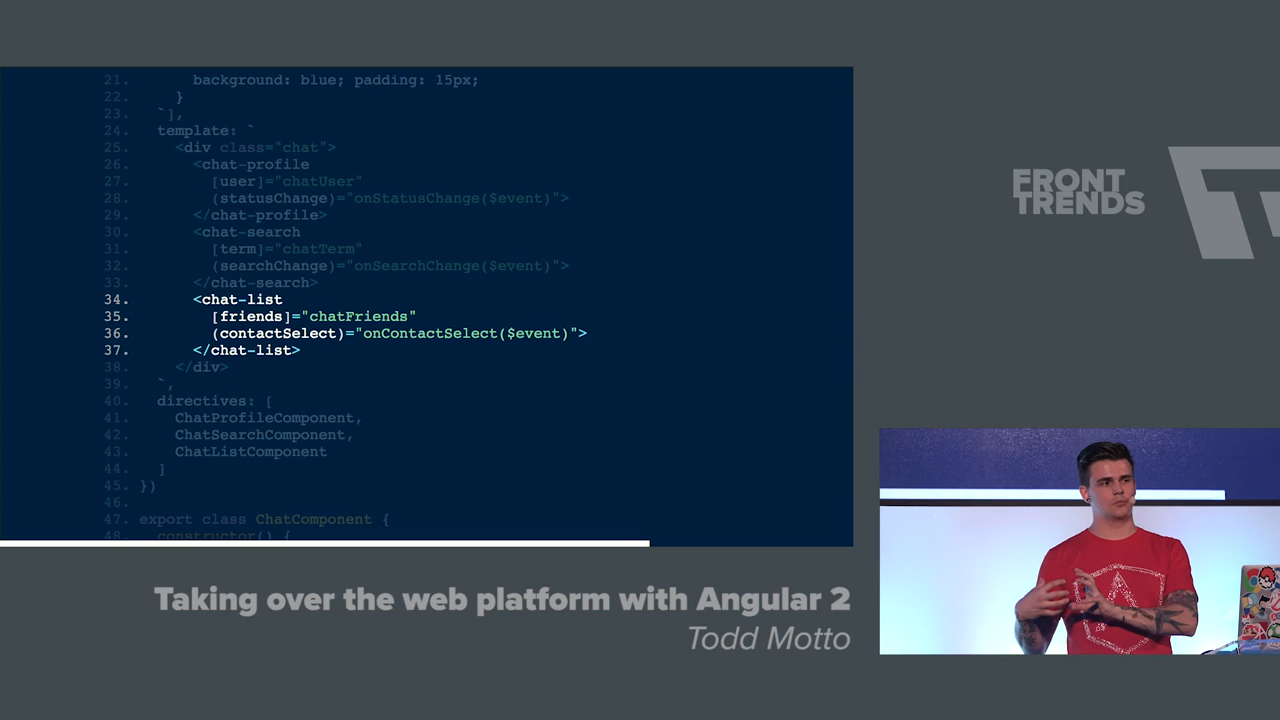 21. background: blue; padding: 15px;
22. }
23. `],
24. template: `
25. <div class="chat">
26. <chat-profile
27. [user]="chatUser"
28. (statusChange)="onStatusChange($event)">
29. </chat-profile>
30. <chat-search
31. [term]="chatTerm"
32. (searchChange)="onSearchChange($event)">
33. </chat-search>
34. <chat-list
35. [friends]="chatFriends"
36. (contactSelect)="onContactSelect($event)">
37. </chat-list>
38. </div>
39. `,
40. directives: [
41. ChatProfileComponent,
42. ChatSearchComponent,
43. ChatListComponent
44. ]
45. })
46.
47. export class ChatComponent {
48. constructor() {
FRONT
TRENDS
Taking over the web platform with Angular 2
Todd Motto